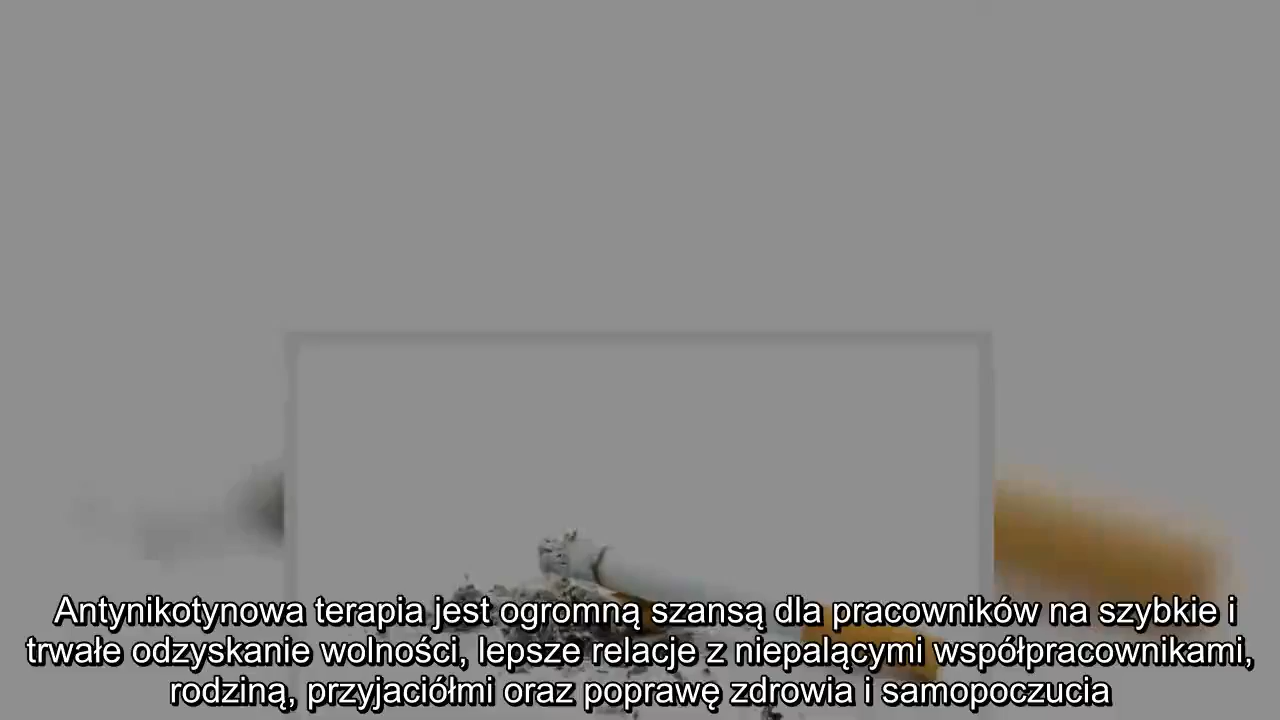 Antynikotynowa terapia jest ogromną szansą dla pracowników na szybkie i
trwałe odzyskanie wolności, lepsze relacje z niepalącymi współpracownikami,
rodziną, przyjaciółmi oraz poprawę zdrowia i samopoczucia